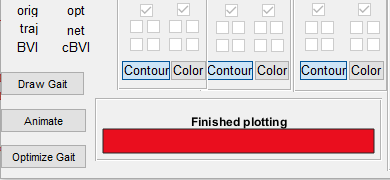 orig opt
traj net
BVI cBVI
Contour Color Contour Color Contour Color
Draw Gait
Animate
Finished plotting
Optimize Gait